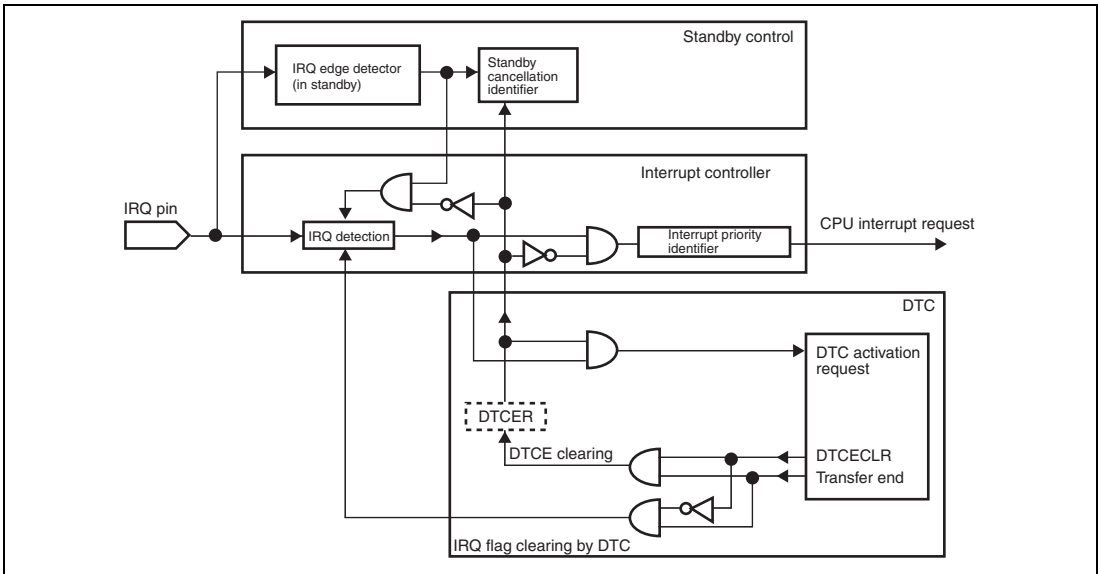 Standby control
IRQ edge detector
(in standby)
Standby
cancellation
identifier
Interrupt controller
IRQ pin
IRQ detection
Interrupt priority
identifier
CPU interrupt request
DTC
DTC activation
request
DTCER
DTCE clearing
DTCECLR
Transfer end
IRQ flag clearing by DTC